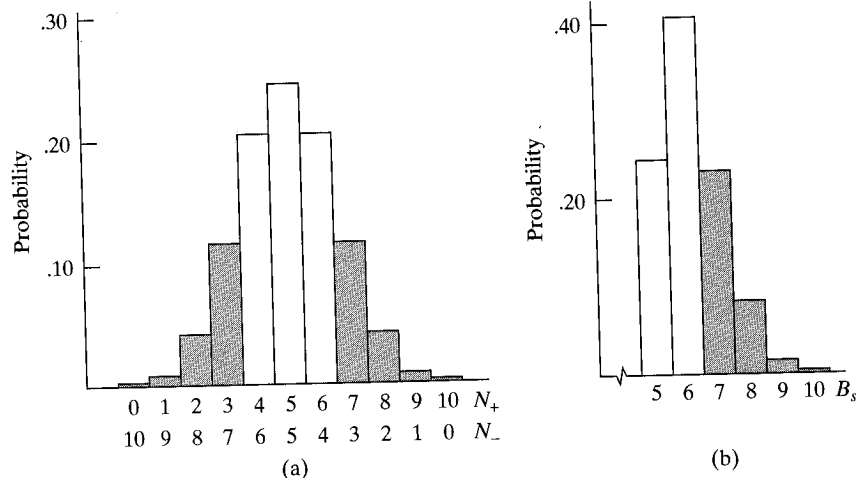 .30
.20
.10
Probability
0 1 2 3 4 5 6 7 8 9 10 N₊
10 9 8 7 6 5 4 3 2 1 0 N₋
(a)
.40
.20
Probability
5 6 7 8 9 10 Bₛ
(b)